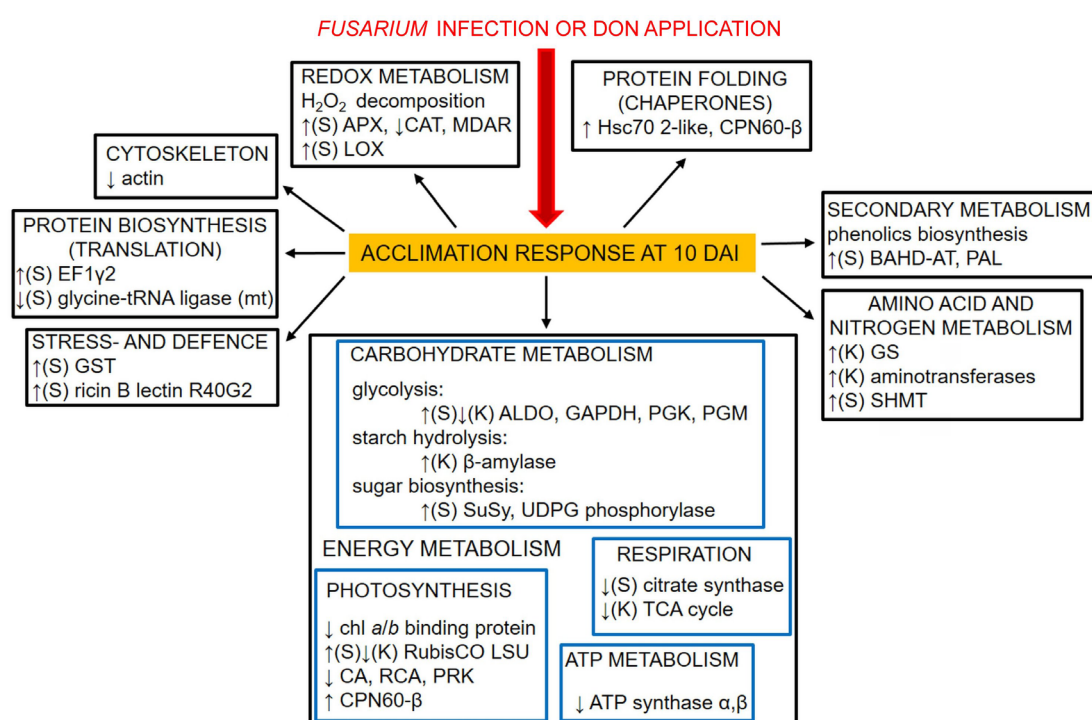 FUSARIUM INFECTION OR DON APPLICATION
REDOX METABOLISM
H₂O₂ decomposition
↑(S) APX, ↓CAT, MDAR
↑(S) LOX
PROTEIN FOLDING
(CHAPERONES)
↑ Hsc70 2-like, CPN60-β
CYTOSKELETON
↓ actin
PROTEIN BIOSYNTHESIS
(TRANSLATION)
↑(S) EF1γ2
↓(S) glycine-tRNA ligase (mt)
STRESS- AND DEFENCE
↑(S) GST
↑(S) ricin B lectin R40G2
ACCLIMATION RESPONSE AT 10 DAI
SECONDARY METABOLISM
phenolics biosynthesis
↑(S) BAHD-AT, PAL
AMINO ACID AND
NITROGEN METABOLISM
↑(K) GS
↑(K) aminotransferases
↑(S) SHMT
CARBOHYDRATE METABOLISM
glycolysis:
↑(S)↓(K) ALDO, GAPDH, PGK, PGM
starch hydrolysis:
↑(K) β-amylase
sugar biosynthesis:
↑(S) SuSy, UDPG phosphorylase
ENERGY METABOLISM
PHOTOSYNTHESIS
↓ chl a/b binding protein
↑(S)↓(K) RubisCO LSU
↓ CA, RCA, PRK
↑ CPN60-β
RESPIRATION
↓(S) citrate synthase
↓(K) TCA cycle
ATP METABOLISM
↓ ATP synthase α,β